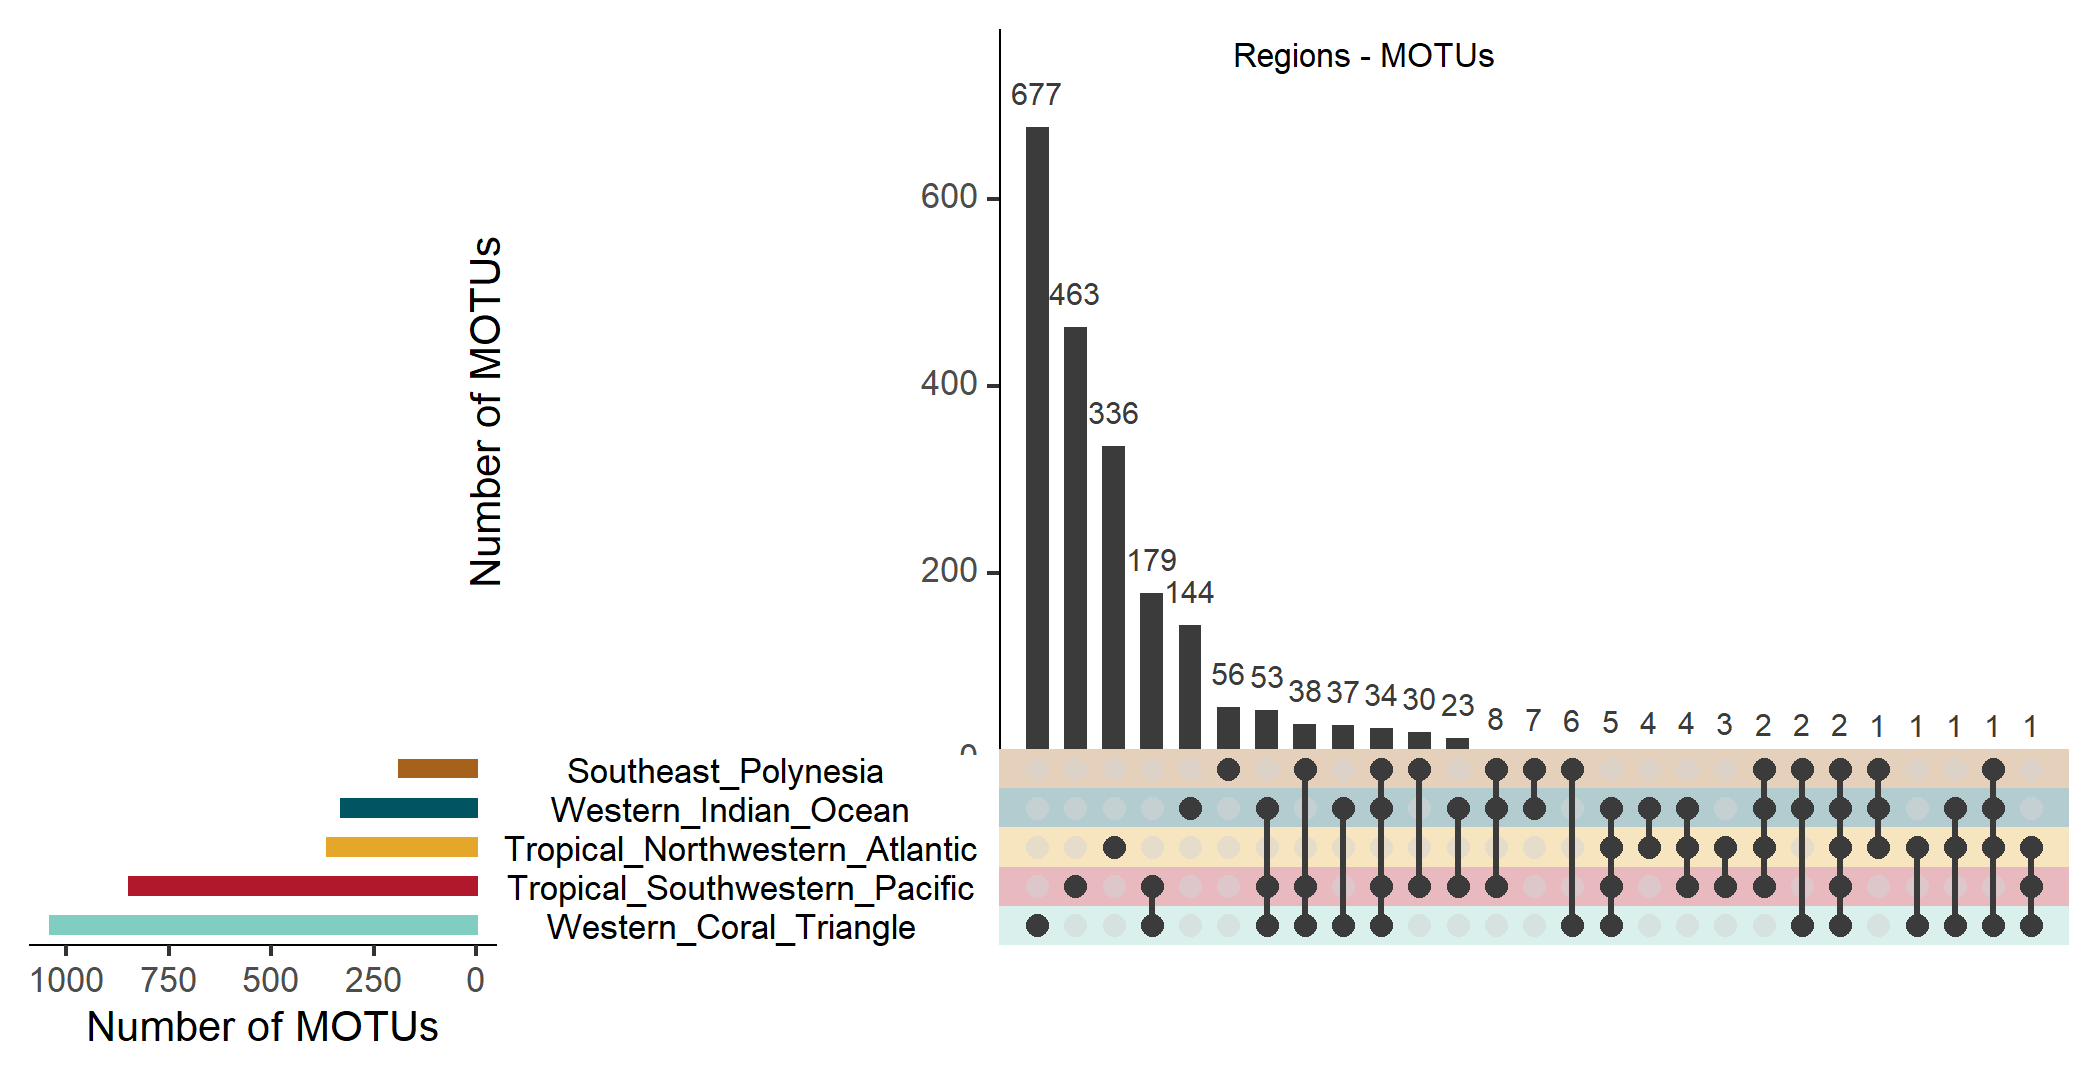 Regions - MOTUs
677
463
336
179
144
56 53 38 37 34 30 23 8 7 6 5 4 4 3 2 2 2 1 1 1 1 1
600
400
200
0
Number of MOTUs
Southeast_Polynesia
Western_Indian_Ocean
Tropical_Northwestern_Atlantic
Tropical_Southwestern_Pacific
Western_Coral_Triangle
1000 750 500 250 0
Number of MOTUs